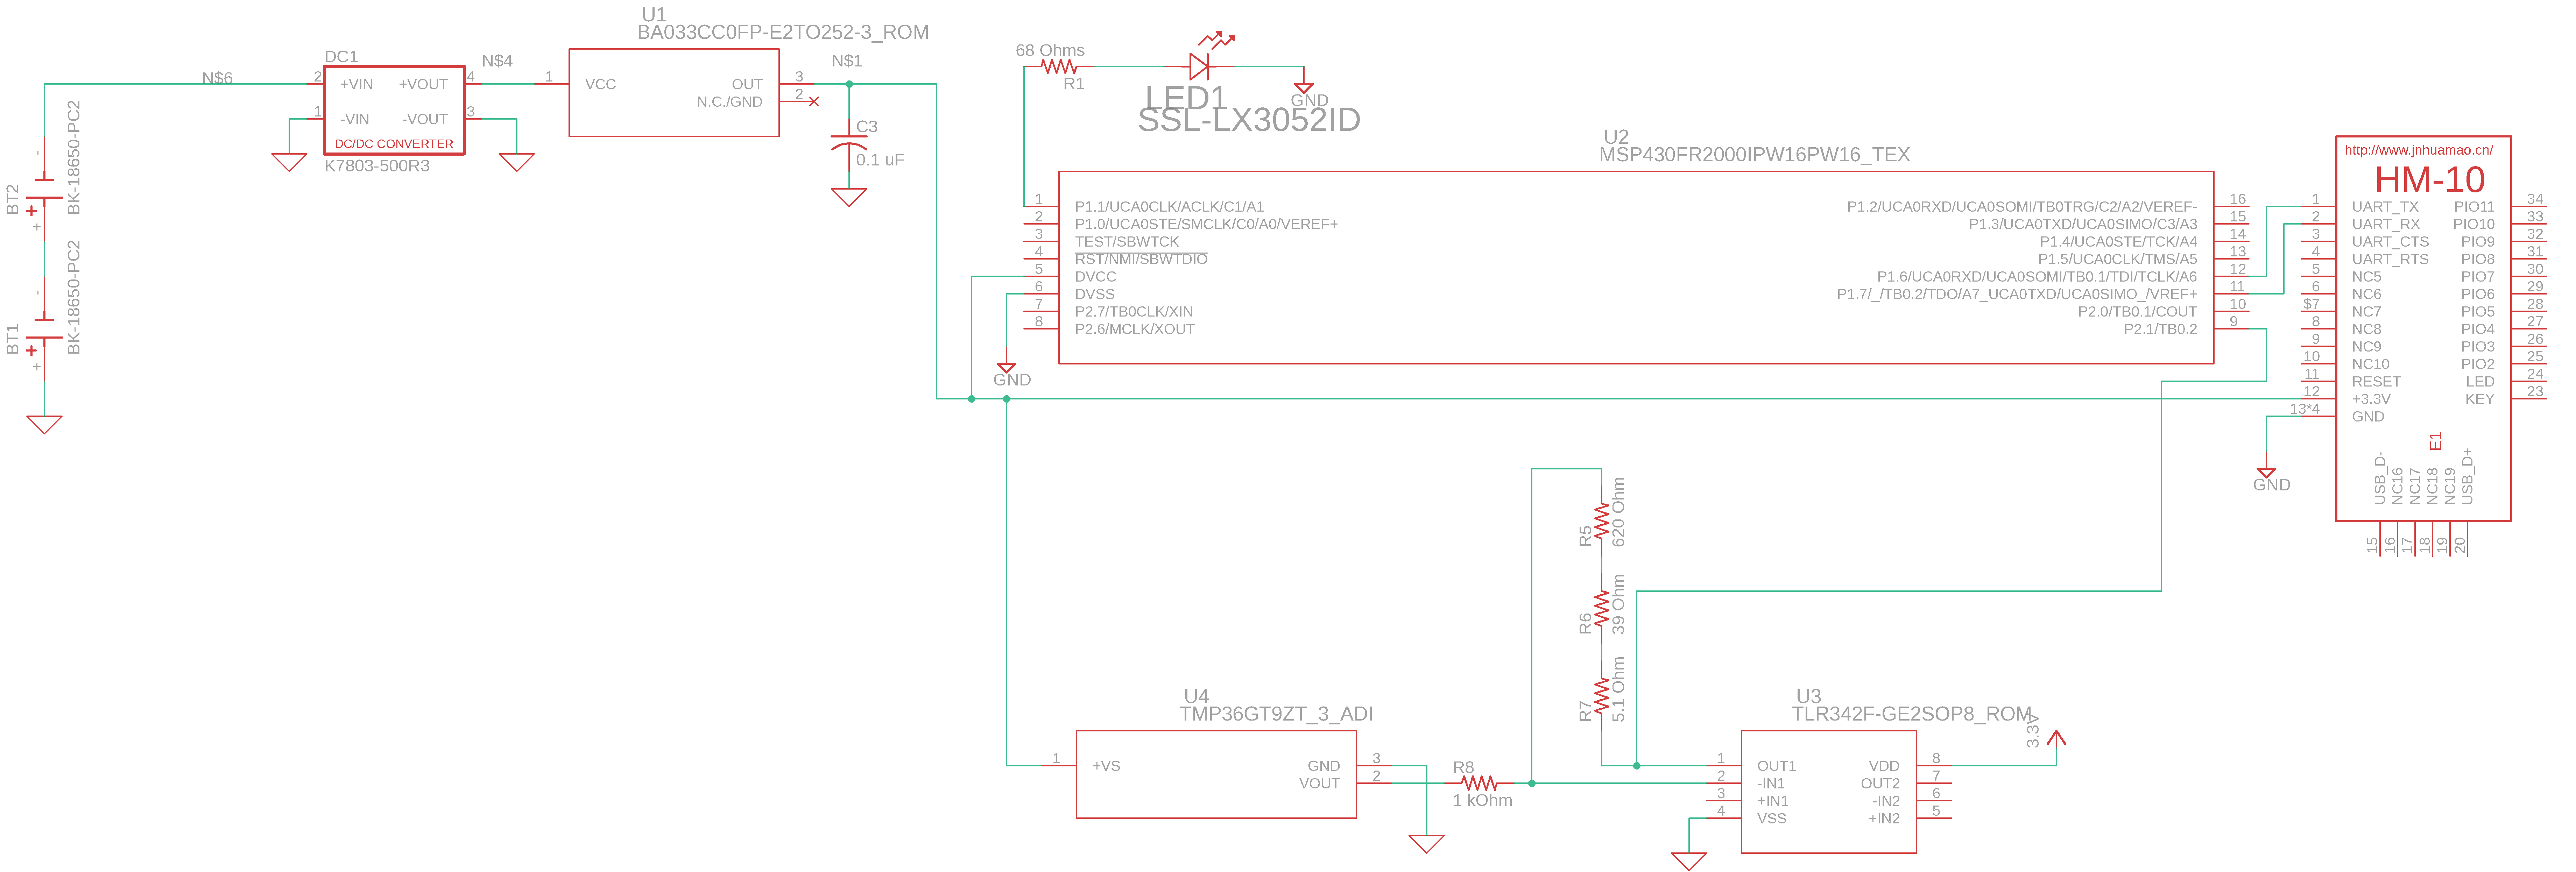 U1
BA033CC0FP-E2TO252-3_ROM
DC1
N$6
N$4
N$1
2
+VIN
+VOUT
4
1
-VIN
-VOUT
3
DC/DC CONVERTER
K7803-500R3
1
VCC
OUT
3
N.C./GND
2
C3
0.1 uF
BT2
-
+
+
BK-18650-PC2
BT1
-
+
+
BK-18650-PC2
68 Ohms
R1
LED1
SSL-LX3052ID
GND
U2
MSP430FR2000IPW16PW16_TEX
1
P1.1/UCA0CLK/ACLK/C1/A1
2
P1.0/UCA0STE/SMCLK/C0/A0/VEREF+
3
TEST/SBWTCK
4
RST/NMI/SBWTDIO
5
DVCC
6
DVSS
7
P2.7/TB0CLK/XIN
8
P2.6/MCLK/XOUT
GND
P1.2/UCA0RXD/UCA0SOMI/TB0TRG/C2/A2/VEREF-
16
P1.3/UCA0TXD/UCA0SIMO/C3/A3
15
P1.4/UCA0STE/TCK/A4
14
P1.5/UCA0CLK/TMS/A5
13
P1.6/UCA0RXD/UCA0SOMI/TB0.1/TDI/TCLK/A6
12
P1.7/_/TB0.2/TDO/A7_UCA0TXD/UCA0SIMO_/VREF+
11
P2.0/TB0.1/COUT
10
P2.1/TB0.2
9
http://www.jnhuamao.cn/
HM-10
1
UART_TX
PIO11
34
2
UART_RX
PIO10
33
3
UART_CTS
PIO9
32
4
UART_RTS
PIO8
31
5
NC5
PIO7
30
6
NC6
PIO6
29
$7
NC7
PIO5
28
8
NC8
PIO4
27
9
NC9
PIO3
26
10
NC10
PIO2
25
11
RESET
LED
24
12
+3.3V
KEY
23
13*4
GND
E1
USB_D-
NC16
NC17
NC18
NC19
USB_D+
15
16
17
18
19
20
GND
R5
620 Ohm
R6
39 Ohm
R7
5.1 Ohm
U4
TMP36GT9ZT_3_ADI
1
+VS
GND
3
VOUT
2
R8
1 kOhm
U3
TLR342F-GE2SOP8_ROM
3.3V
1
OUT1
VDD
8
2
-IN1
OUT2
7
3
+IN1
-IN2
6
4
VSS
+IN2
5